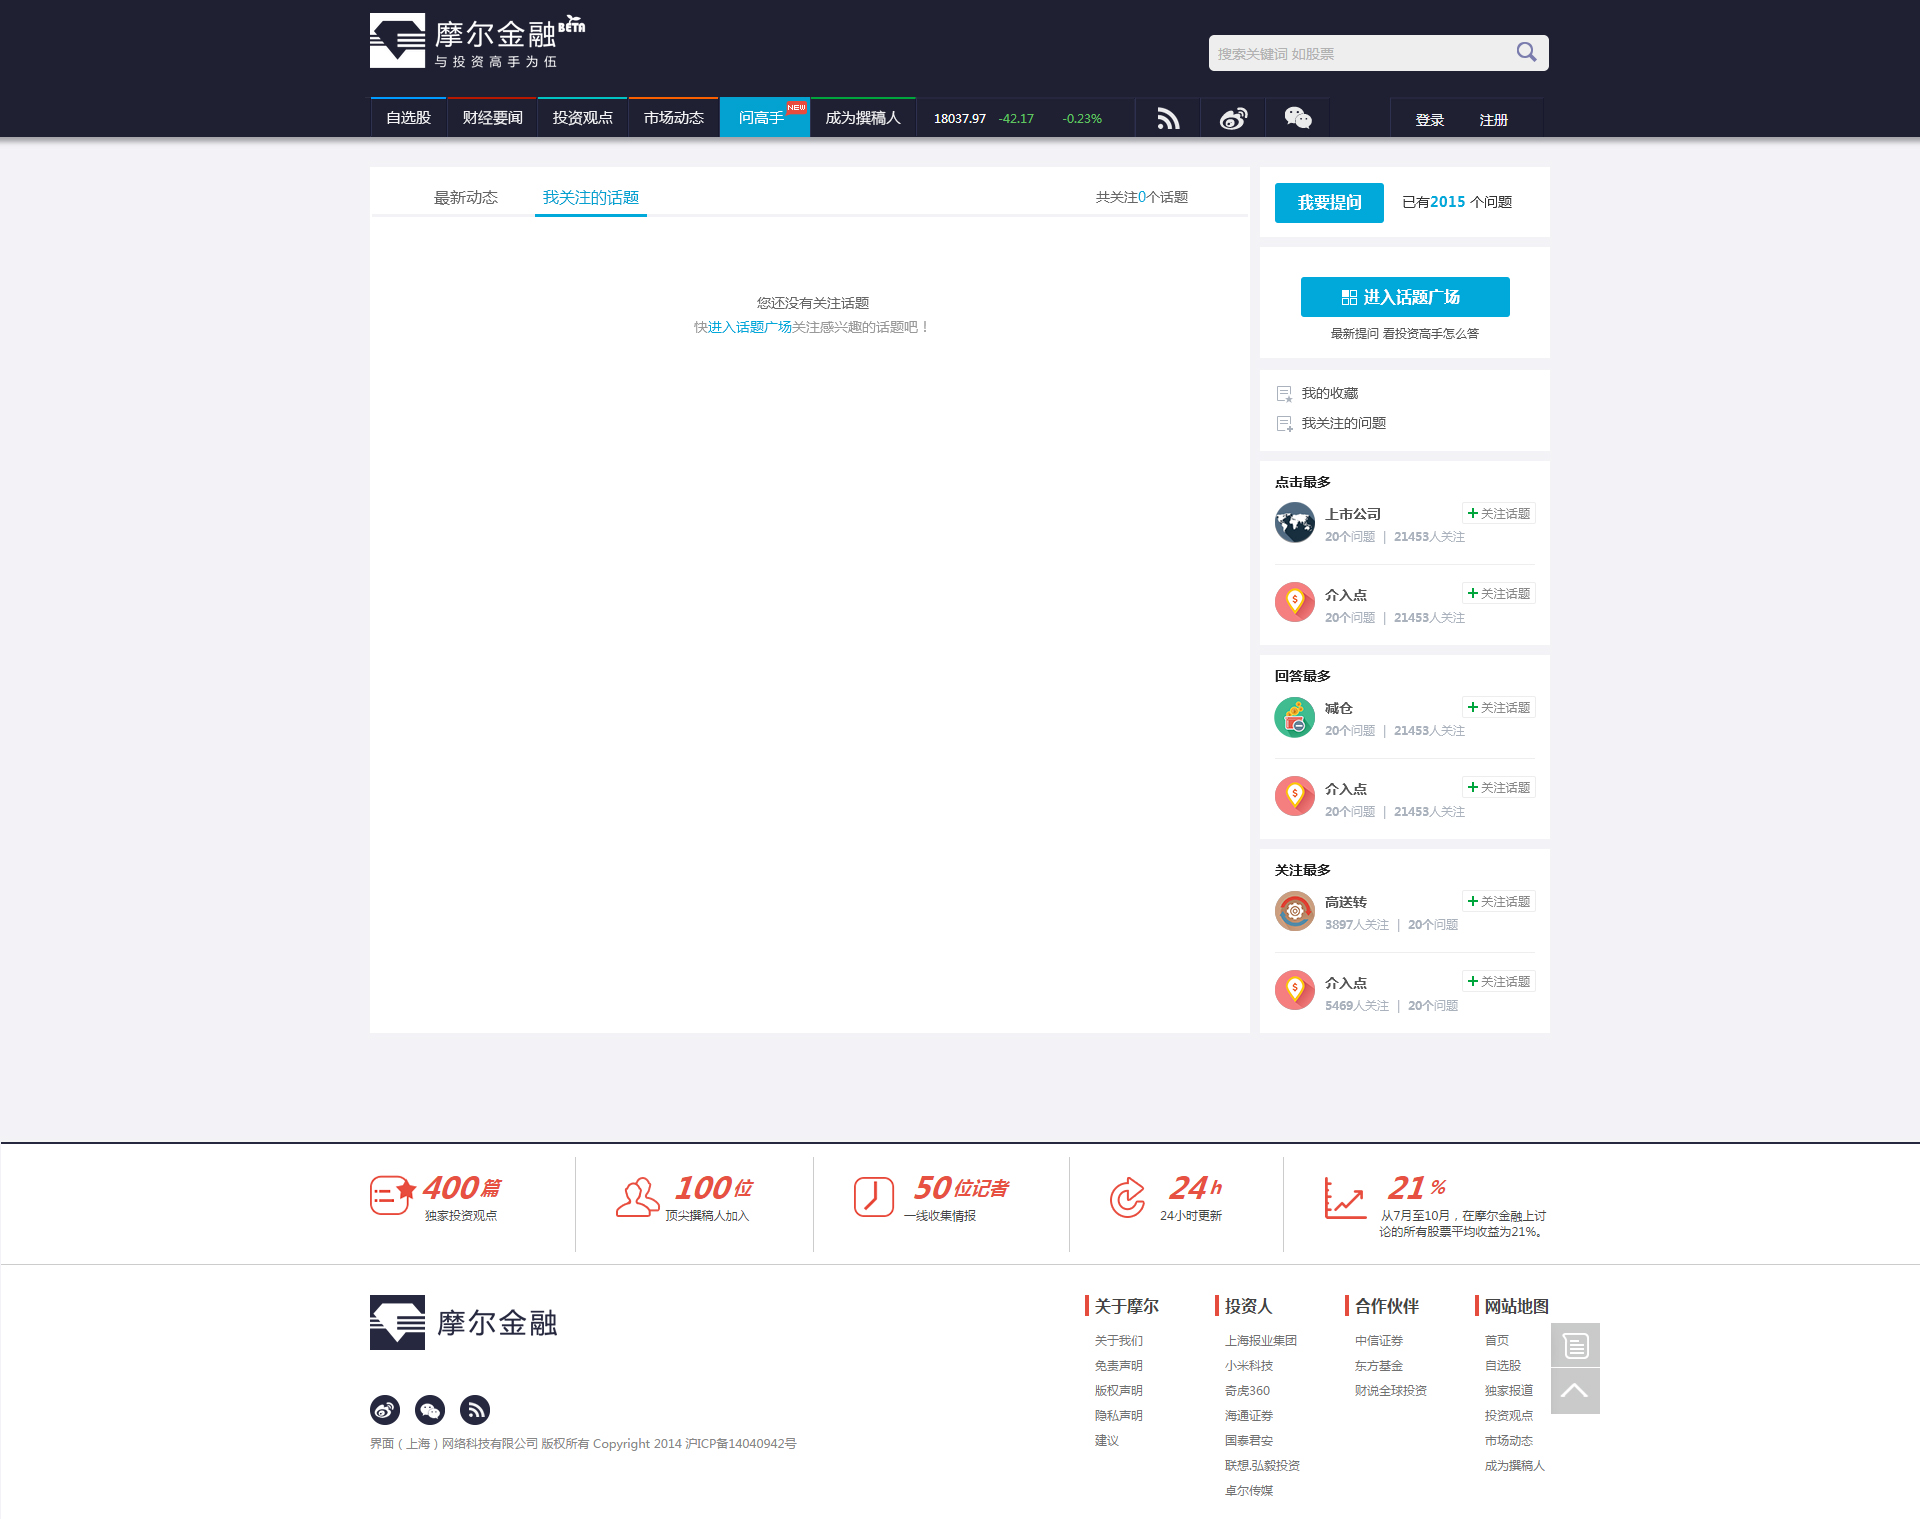 摩尔金融BETA
与投资高手为伍
搜索关键词 如股票
自选股 财经要闻 投资观点 市场动态 问高手 NEW 成为撰稿人 18037.97 -42.17 -0.23% 登录 注册
最新动态 我关注的话题 共关注0个话题
您还没有关注话题
快进入话题广场关注感兴趣的话题吧！
我要提问 已有2015 个问题
进入话题广场
最新提问 看投资高手怎么答
我的收藏
我关注的问题
点击最多
上市公司 +关注话题
20个问题 | 21453人关注
介入点 +关注话题
20个问题 | 21453人关注
回答最多
减仓 +关注话题
20个问题 | 21453人关注
介入点 +关注话题
20个问题 | 21453人关注
关注最多
高送转 +关注话题
3897人关注 | 20个问题
介入点 +关注话题
5469人关注 | 20个问题
400篇
独家投资观点
100位
顶尖撰稿人加入
50位记者
一线收集情报
24h
24小时更新
21%
从7月至10月，在摩尔金融上讨
论的所有股票平均收益为21%。
摩尔金融
界面（上海）网络科技有限公司 版权所有 Copyright 2014 沪ICP备14040942号
关于摩尔
关于我们
免责声明
版权声明
隐私声明
建议
投资人
上海报业集团
小米科技
奇虎360
海通证券
国泰君安
联想.弘毅投资
卓尔传媒
合作伙伴
中信证券
东方基金
财说全球投资
网站地图
首页
自选股
独家报道
投资观点
市场动态
成为撰稿人